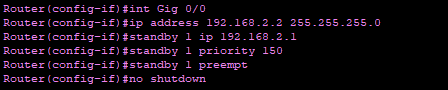 Router(config-if)#int Gig 0/0
Router(config-if)#ip address 192.168.2.2 255.255.255.0
Router(config-if)#standby 1 ip 192.168.2.1
Router(config-if)#standby 1 priority 150
Router(config-if)#standby 1 preempt
Router(config-if)#no shutdown